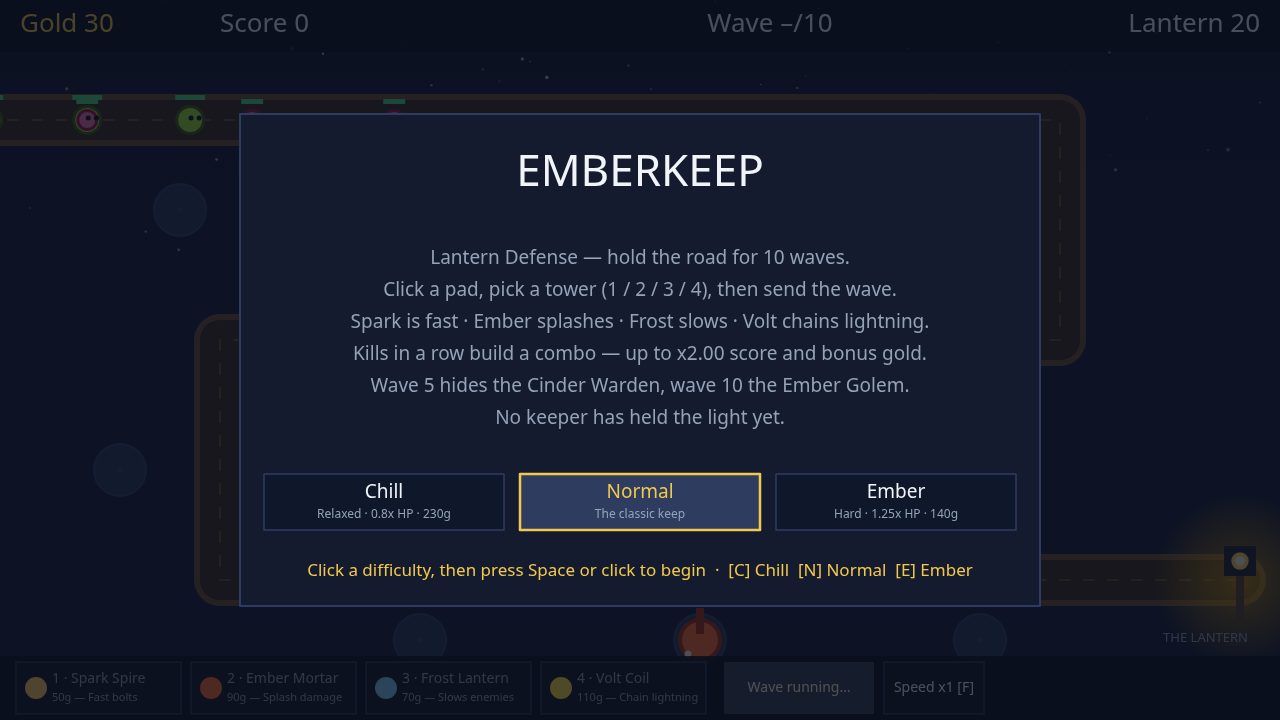 Gold 30
Score 0
Wave –/10
Lantern 20
EMBERKEEP
Lantern Defense — hold the road for 10 waves.
Click a pad, pick a tower (1 / 2 / 3 / 4), then send the wave.
Spark is fast · Ember splashes · Frost slows · Volt chains lightning.
Kills in a row build a combo — up to x2.00 score and bonus gold.
Wave 5 hides the Cinder Warden, wave 10 the Ember Golem.
No keeper has held the light yet.
Chill
Relaxed · 0.8x HP · 230g
Normal
The classic keep
Ember
Hard · 1.25x HP · 140g
Click a difficulty, then press Space or click to begin · [C] Chill [N] Normal [E] Ember
THE LANTERN
1 · Spark Spire
50g — Fast bolts
2 · Ember Mortar
90g — Splash damage
3 · Frost Lantern
70g — Slows enemies
4 · Volt Coil
110g — Chain lightning
Wave running...
Speed x1 [F]